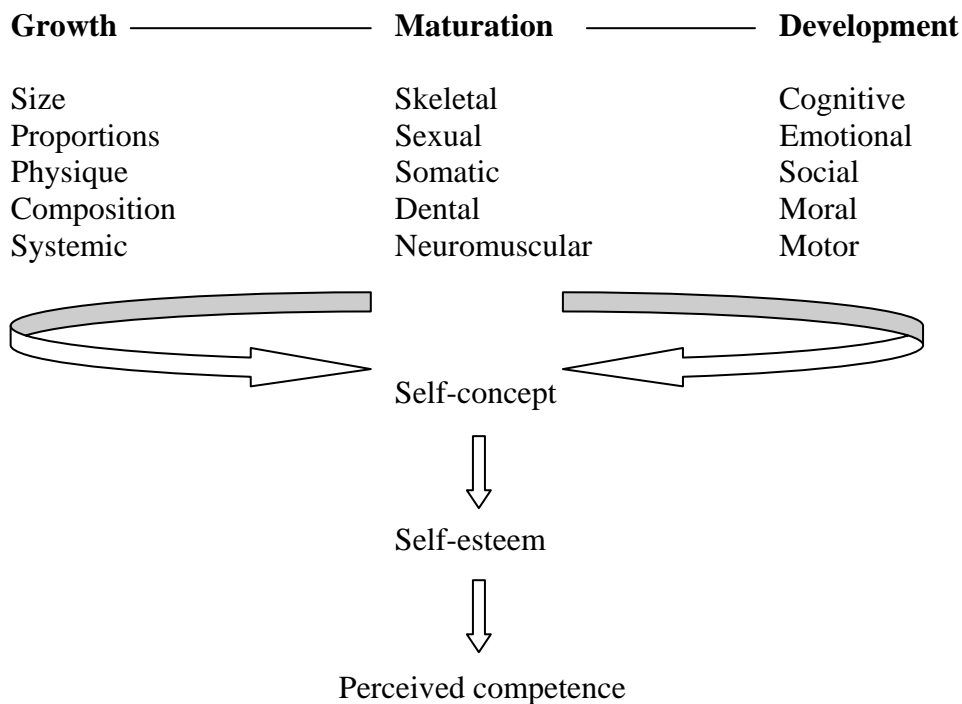 Growth Maturation Development
Size Skeletal Cognitive
Proportions Sexual Emotional
Physique Somatic Social
Composition Dental Moral
Systemic Neuromuscular Motor
Self-concept
Self-esteem
Perceived competence